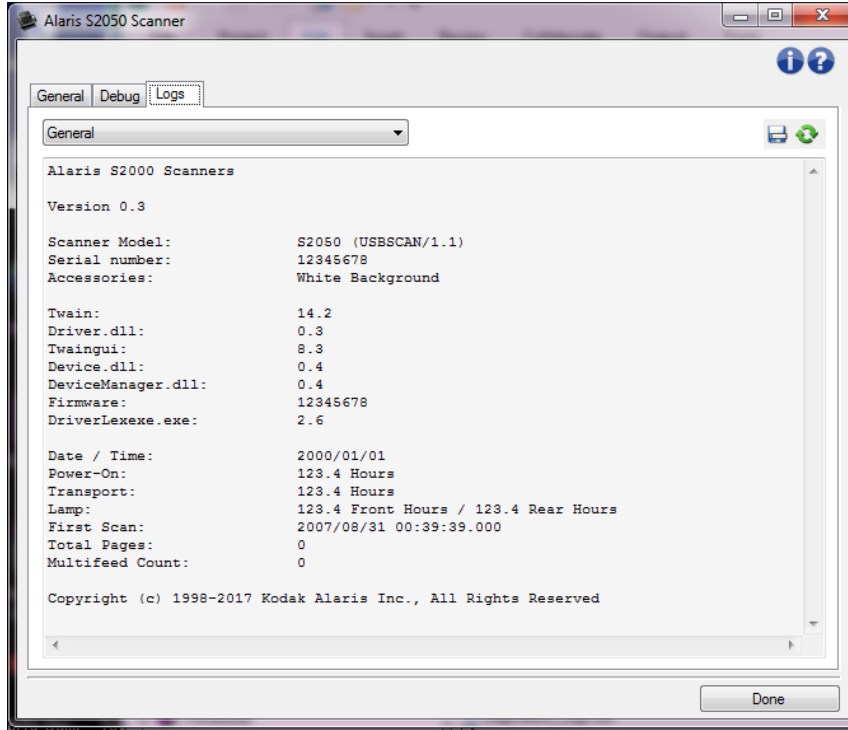 Alaris S2050 Scanner
General Debug Logs
General
Alaris S2000 Scanners
Version 0.3
Scanner Model: S2050 (USBSCAN/1.1)
Serial number: 12345678
Accessories: White Background
Twain: 14.2
Driver.dll: 0.3
Twaingui: 8.3
Device.dll: 0.4
DeviceManager.dll: 0.4
Firmware: 12345678
DriverLexexe.exe: 2.6
Date / Time: 2000/01/01
Power-On: 123.4 Hours
Transport: 123.4 Hours
Lamp: 123.4 Front Hours / 123.4 Rear Hours
First Scan: 2007/08/31 00:39:39.000
Total Pages: 0
Multifeed Count: 0
Copyright (c) 1998-2017 Kodak Alaris Inc., All Rights Reserved
Done